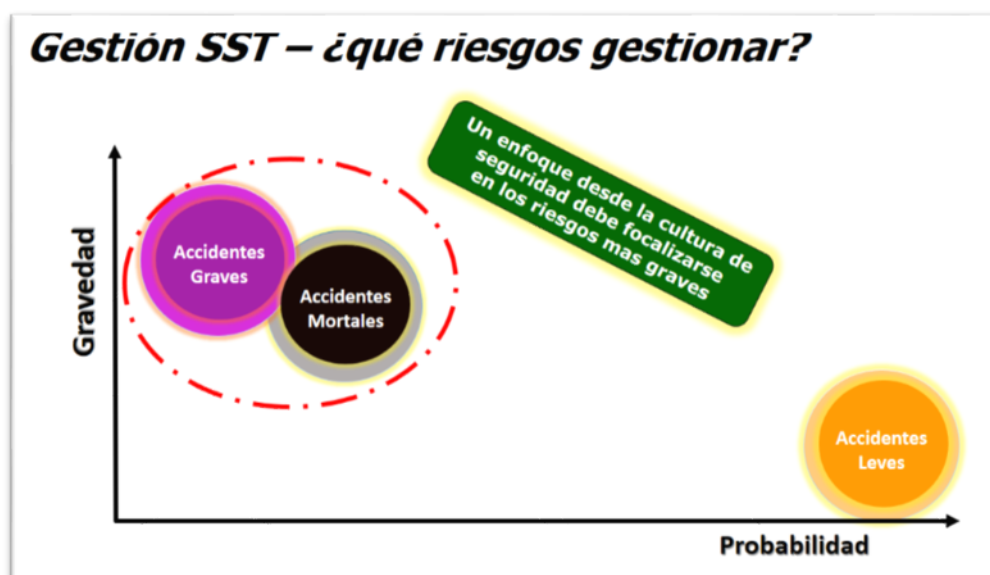 Gestión SST – ¿qué riesgos gestionar?
Un enfoque desde la cultura de
seguridad debe focalizarse
en los riesgos mas graves
Gravedad
Accidentes
Graves
Accidentes
Mortales
Accidentes
Leves
Probabilidad